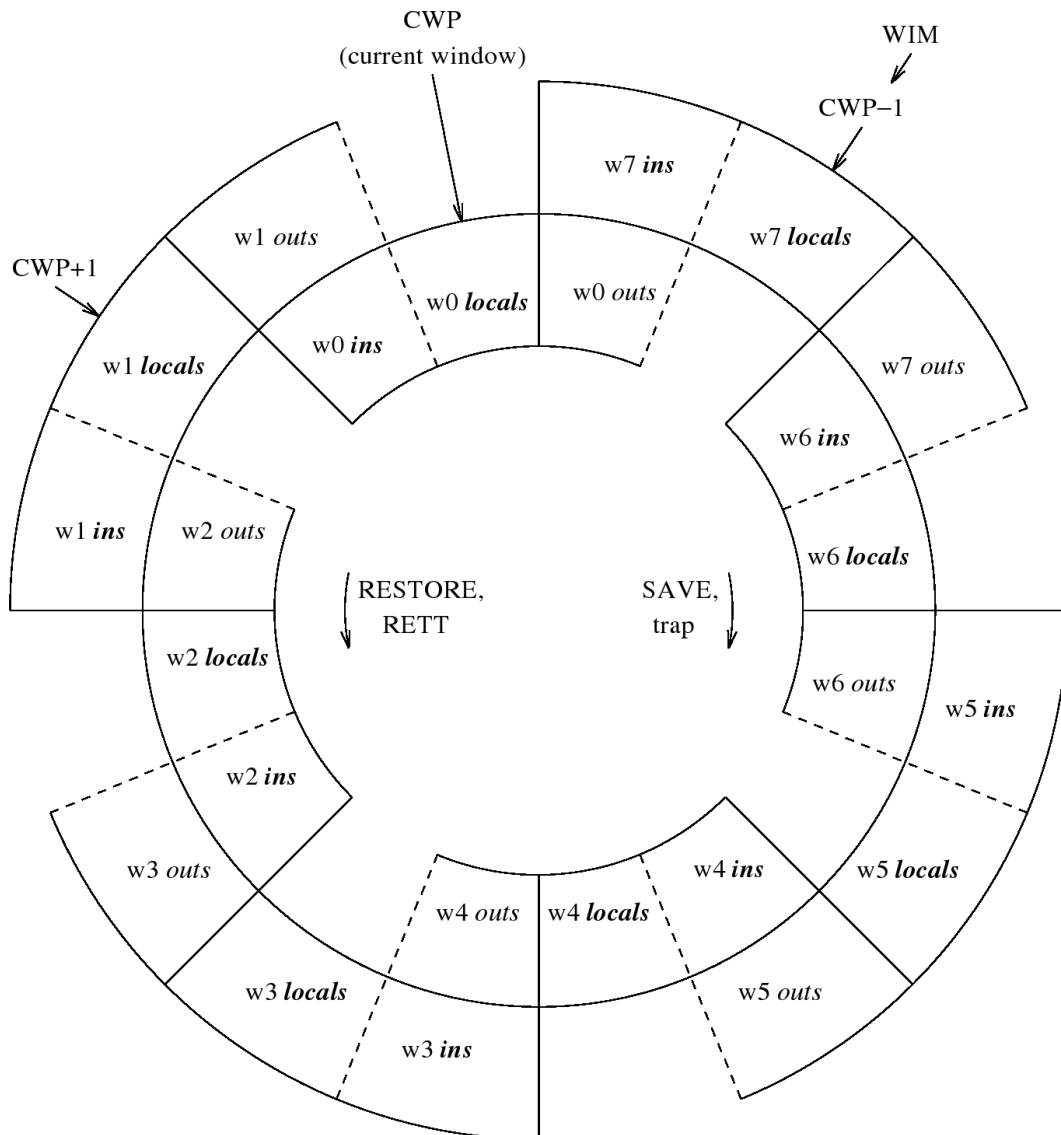 CWP
(current window)
WIM
CWP−1
w7 ins
w1 outs
w7 locals
CWP+1
w0 locals
w0 outs
w0 ins
w1 locals
w7 outs
w6 ins
w1 ins
w2 outs
w6 locals
RESTORE,
RETT
SAVE,
trap
w2 locals
w6 outs
w5 ins
w2 ins
w3 outs
w4 ins
w5 locals
w4 outs
w4 locals
w3 locals
w5 outs
w3 ins